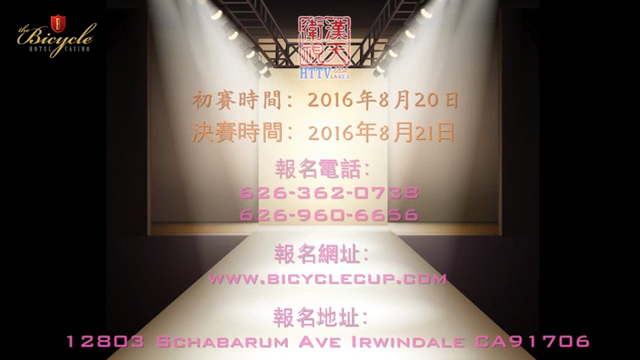 the Bicycle
HOTEL & CASINO
漢天
衛視
HTTV
初賽時間：2016年8月20日
決賽時間：2016年8月21日
報名電話：
626-362-0738
626-960-6656
報名網址：
www.bicyclecup.com
報名地址：
12803 Schabarum Ave Irwindale CA91706